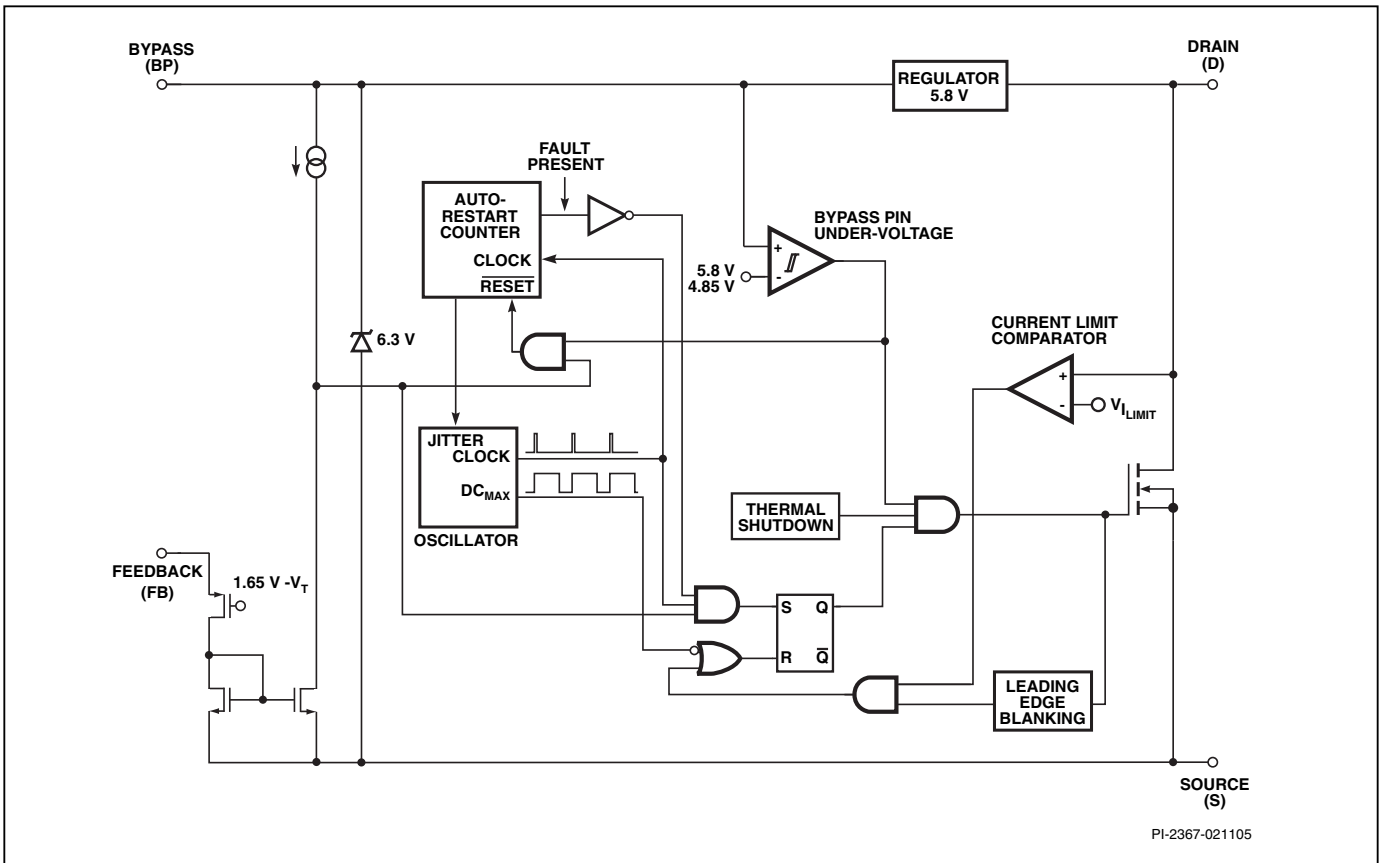 BYPASS
(BP)
DRAIN
(D)
REGULATOR
5.8 V
FAULT
PRESENT
AUTO-
RESTART
COUNTER
CLOCK
RESET
BYPASS PIN
UNDER-VOLTAGE
+
-
5.8 V
4.85 V
6.3 V
CURRENT LIMIT
COMPARATOR
+
-
VILIMIT
JITTER
CLOCK
DCMAX
OSCILLATOR
THERMAL
SHUTDOWN
FEEDBACK
(FB)
1.65 V -VT
S Q
R Q̅
LEADING
EDGE
BLANKING
SOURCE
(S)
PI-2367-021105